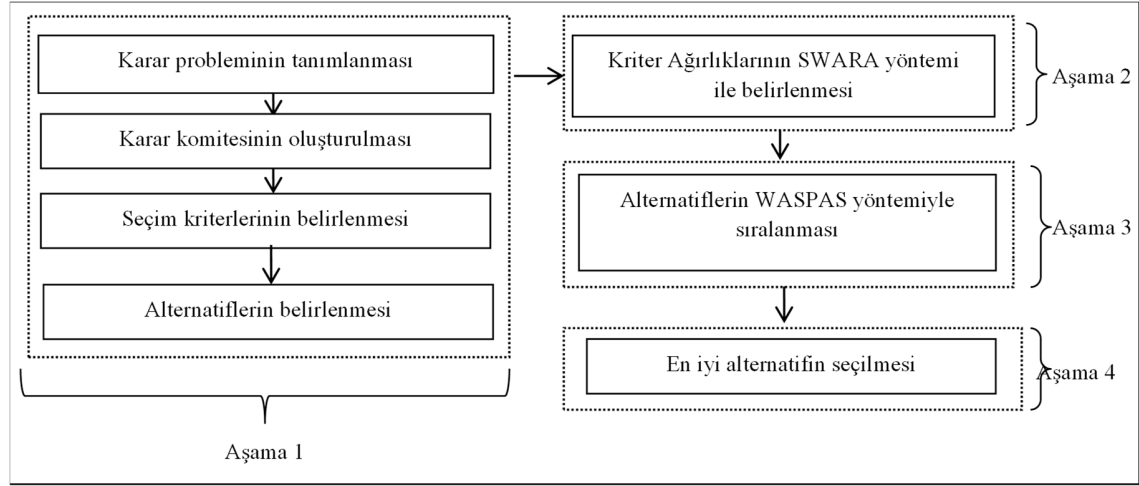 Karar probleminin tanımlanması
Karar komitesinin oluşturulması
Seçim kriterlerinin belirlenmesi
Alternatiflerin belirlenmesi
Aşama 1
Kriter Ağırlıklarının SWARA yöntemi
ile belirlenmesi
Aşama 2
Alternatiflerin WASPAS yöntemiyle
sıralanması
Aşama 3
En iyi alternatifin seçilmesi
Aşama 4